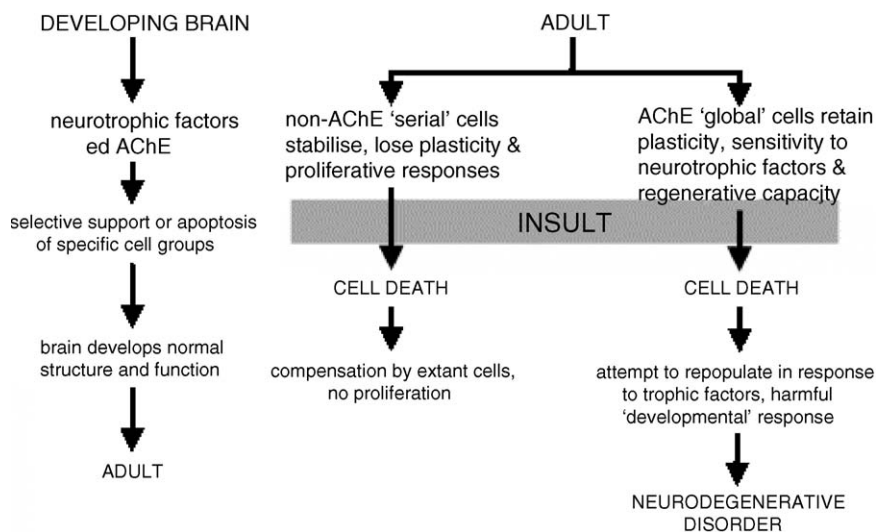 DEVELOPING BRAIN
neurotrophic factors
ed AChE
selective support or apoptosis
of specific cell groups
brain develops normal
structure and function
ADULT
ADULT
non-AChE ‘serial’ cells
stabilise, lose plasticity &
proliferative responses
AChE ‘global’ cells retain
plasticity, sensitivity to
neurotrophic factors &
regenerative capacity
INSULT
CELL DEATH
compensation by extant cells,
no proliferation
CELL DEATH
attempt to repopulate in response
to trophic factors, harmful
‘developmental’ response
NEURODEGENERATIVE
DISORDER